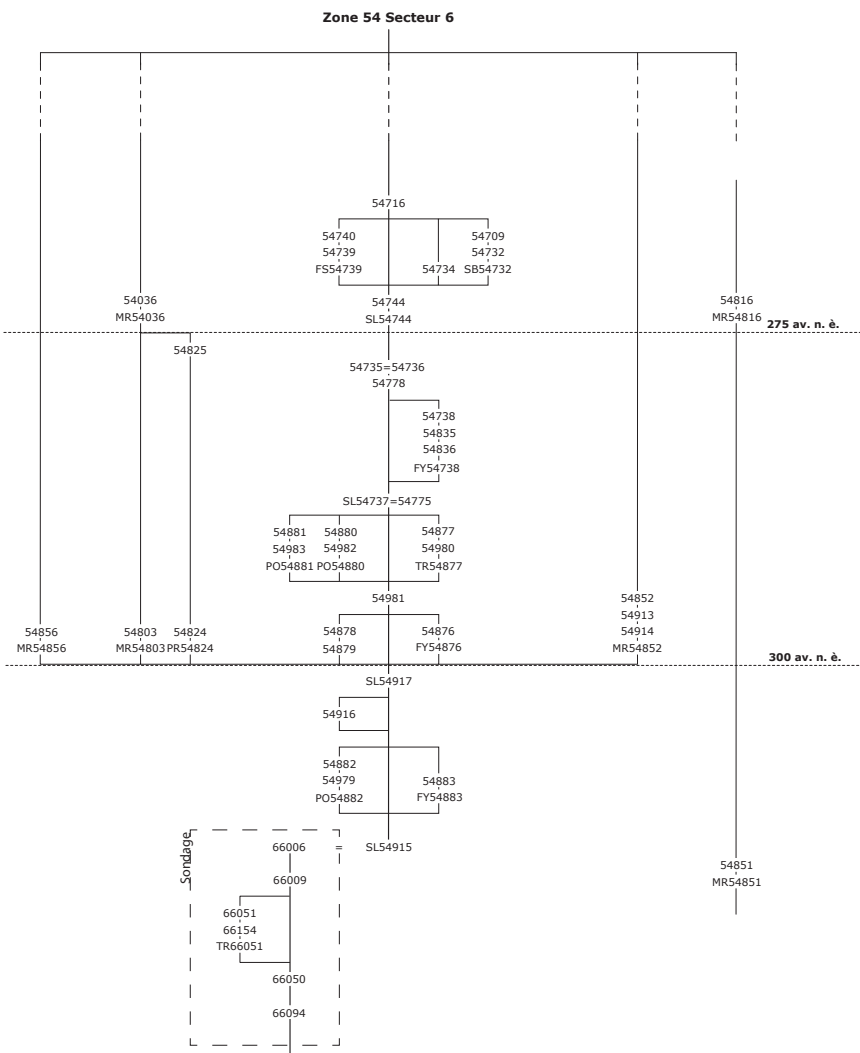 Zone 54 Secteur 6
54716
54740
54739
FS54739
54734
54709
54732
SB54732
54036
MR54036
54744
SL54744
54816
MR54816
275 av. n. è.
54825
54735=54736
54778
54738
54835
54836
FY54738
SL54737=54775
54881
54983
PO54881
54880
54982
PO54880
54877
54980
TR54877
54981
54852
54913
54914
MR54852
54856
MR54856
54803
MR54803
54824
PR54824
54878
54879
54876
FY54876
300 av. n. è.
SL54917
54916
54882
54979
PO54882
54883
FY54883
Sondage
66006 = SL54915
54851
MR54851
66009
66051
66154
TR66051
66050
66094